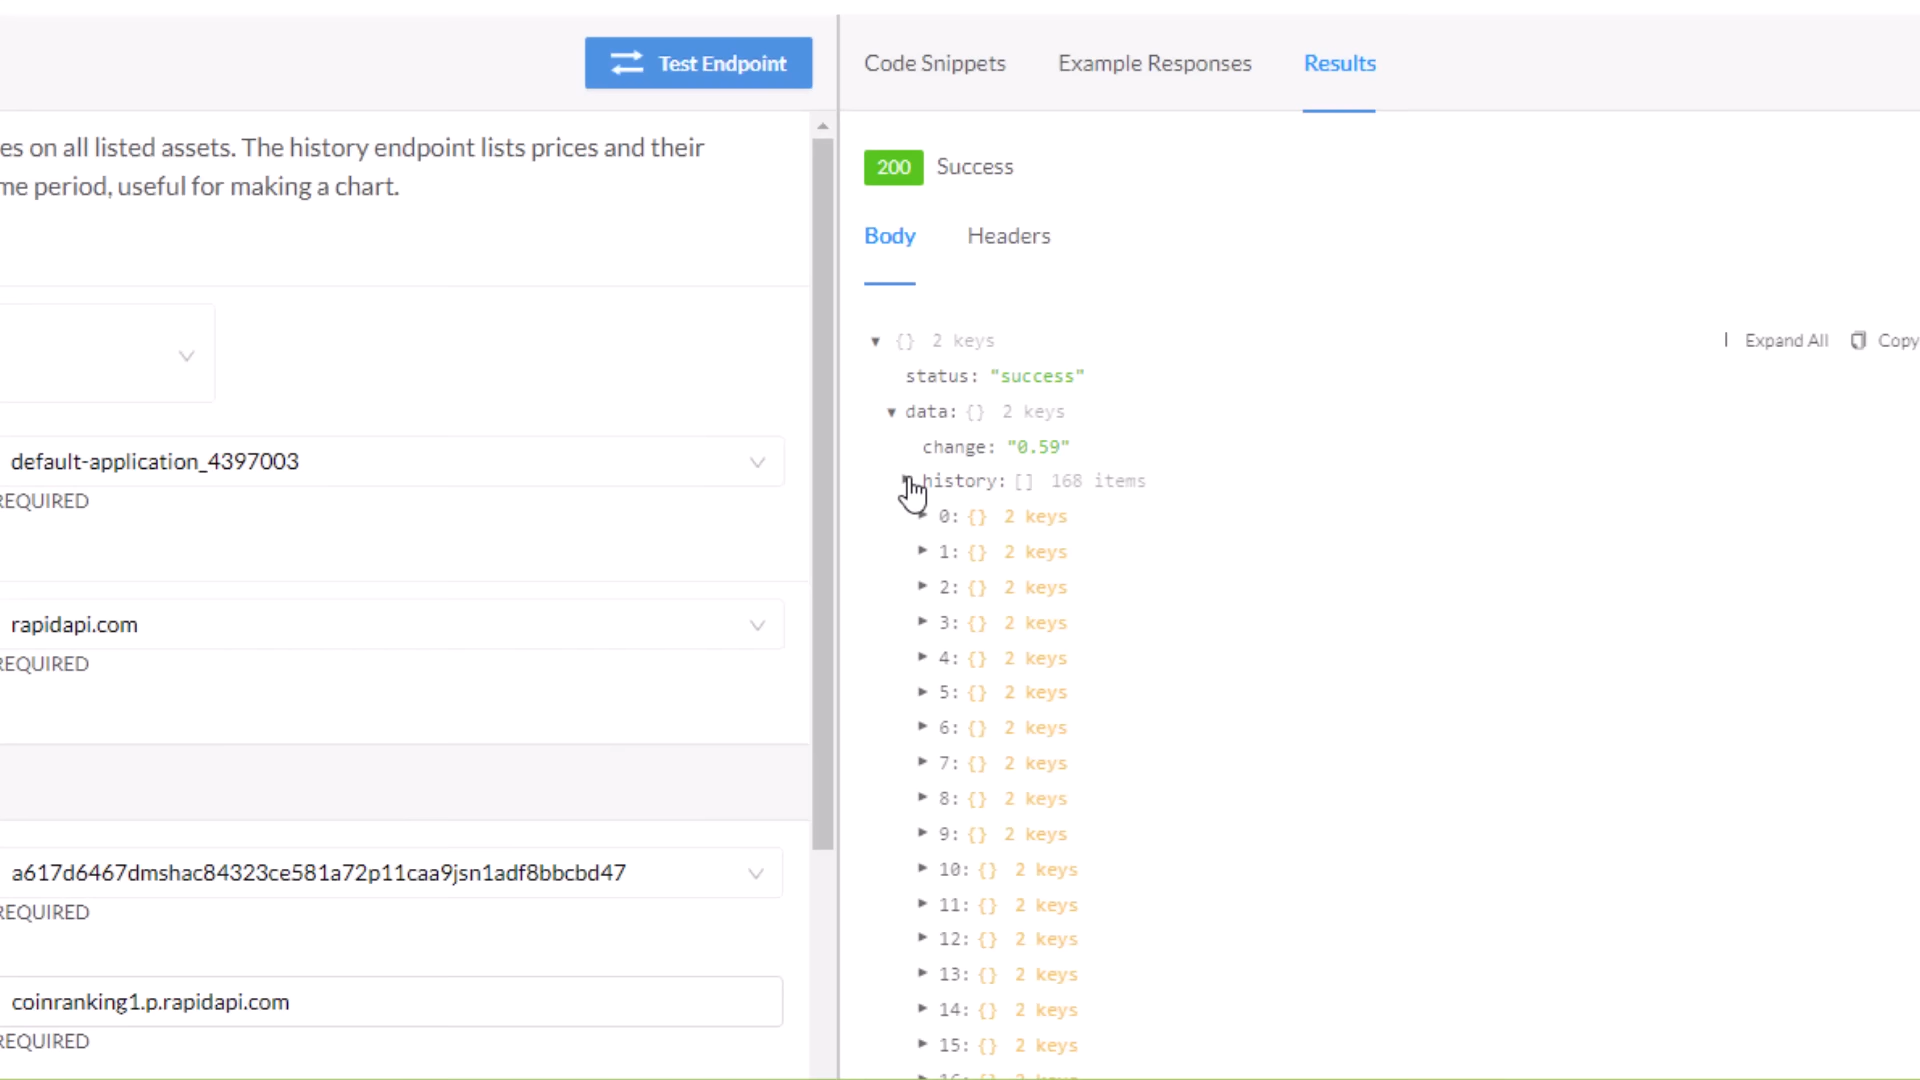 Test Endpoint
Code Snippets Example Responses Results
es on all listed assets. The history endpoint lists prices and their
me period, useful for making a chart.
default-application_4397003
REQUIRED
rapidapi.com
REQUIRED
a617d6467dmshac84323ce581a72p11caa9jsn1adf8bbcbd47
REQUIRED
coinranking1.p.rapidapi.com
REQUIRED
200 Success
Body Headers
{} 2 keys
Expand All Copy
status: "success"
data: {} 2 keys
change: "0.59"
history: [] 168 items
0: {} 2 keys
1: {} 2 keys
2: {} 2 keys
3: {} 2 keys
4: {} 2 keys
5: {} 2 keys
6: {} 2 keys
7: {} 2 keys
8: {} 2 keys
9: {} 2 keys
10: {} 2 keys
11: {} 2 keys
12: {} 2 keys
13: {} 2 keys
14: {} 2 keys
15: {} 2 keys